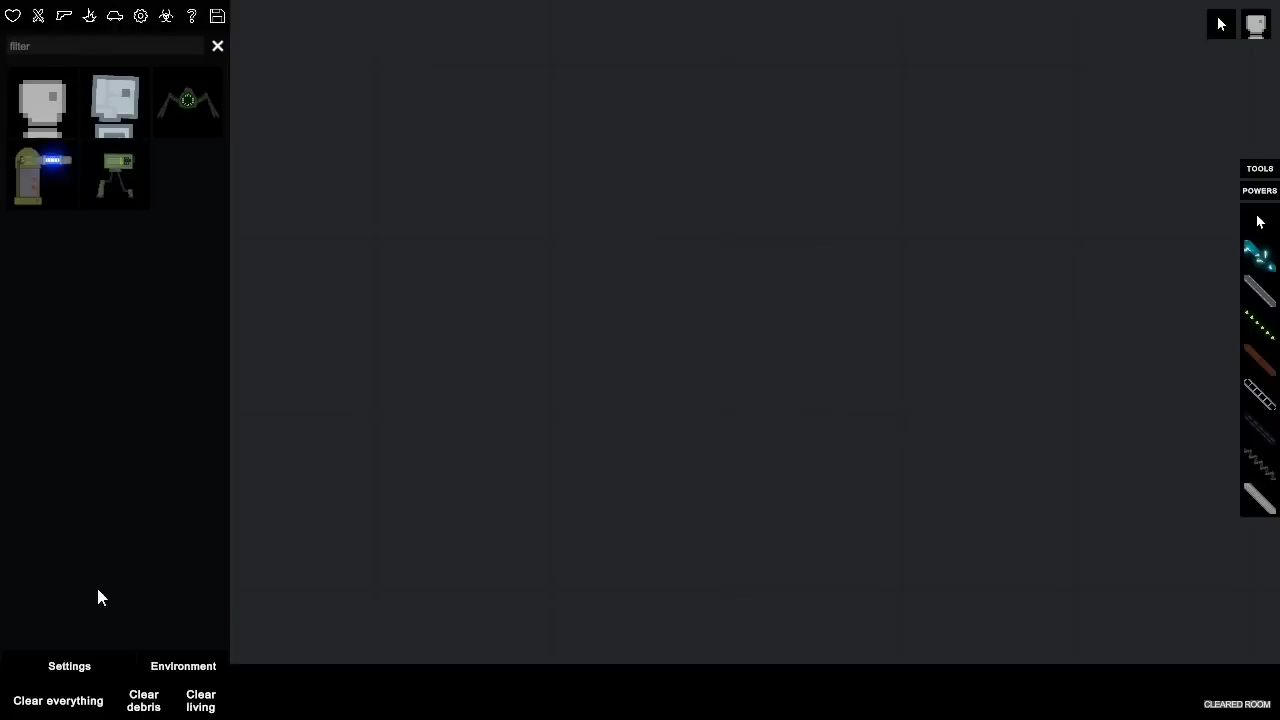 filter
TOOLS
POWERS
Settings
Environment
Clear everything
Clear
debris
Clear
living
CLEARED ROOM